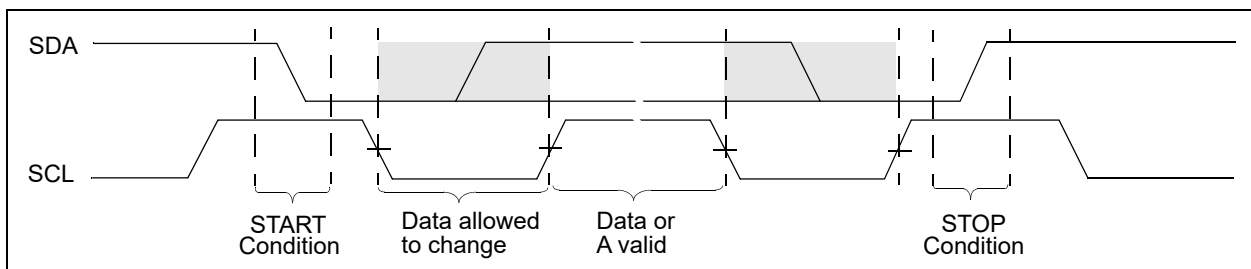 SDA
SCL
START
Condition
Data allowed
to change
Data or
A valid
STOP
Condition